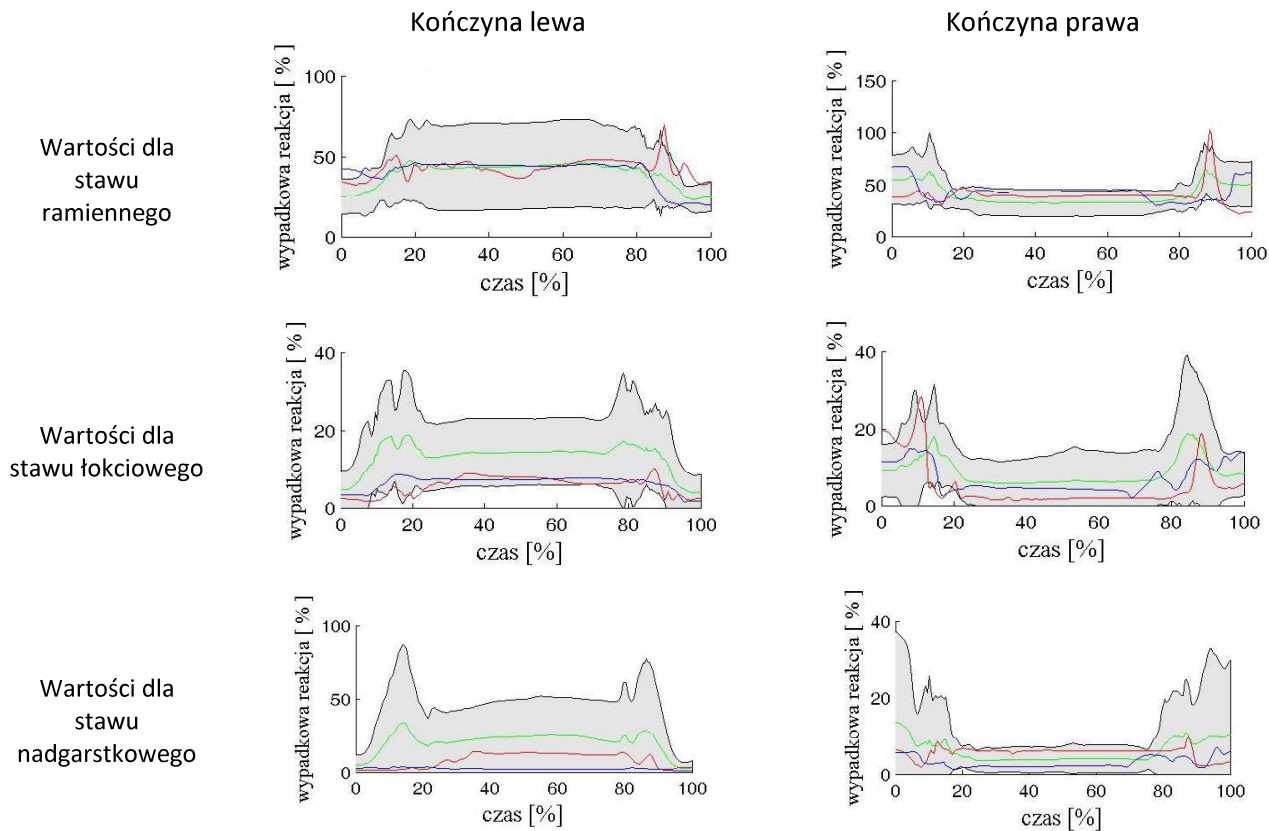 Kończyna lewa
Kończyna prawa
Wartości dla
stawu
ramiennego
wypadkowa reakcja [ % ]
100
50
0
0 20 40 60 80 100
czas [%]
wypadkowa reakcja [ % ]
150
100
50
0
0 20 40 60 80 100
czas [%]
Wartości dla
stawu łokciowego
wypadkowa reakcja [ % ]
40
20
0
0 20 40 60 80 100
czas [%]
wypadkowa reakcja [ % ]
40
20
0
0 20 40 60 80 100
czas [%]
Wartości dla
stawu
nadgarstkowego
wypadkowa reakcja [ % ]
100
50
0
0 20 40 60 80 100
czas [%]
wypadkowa reakcja [ % ]
40
20
0
0 20 40 60 80 100
czas [%]